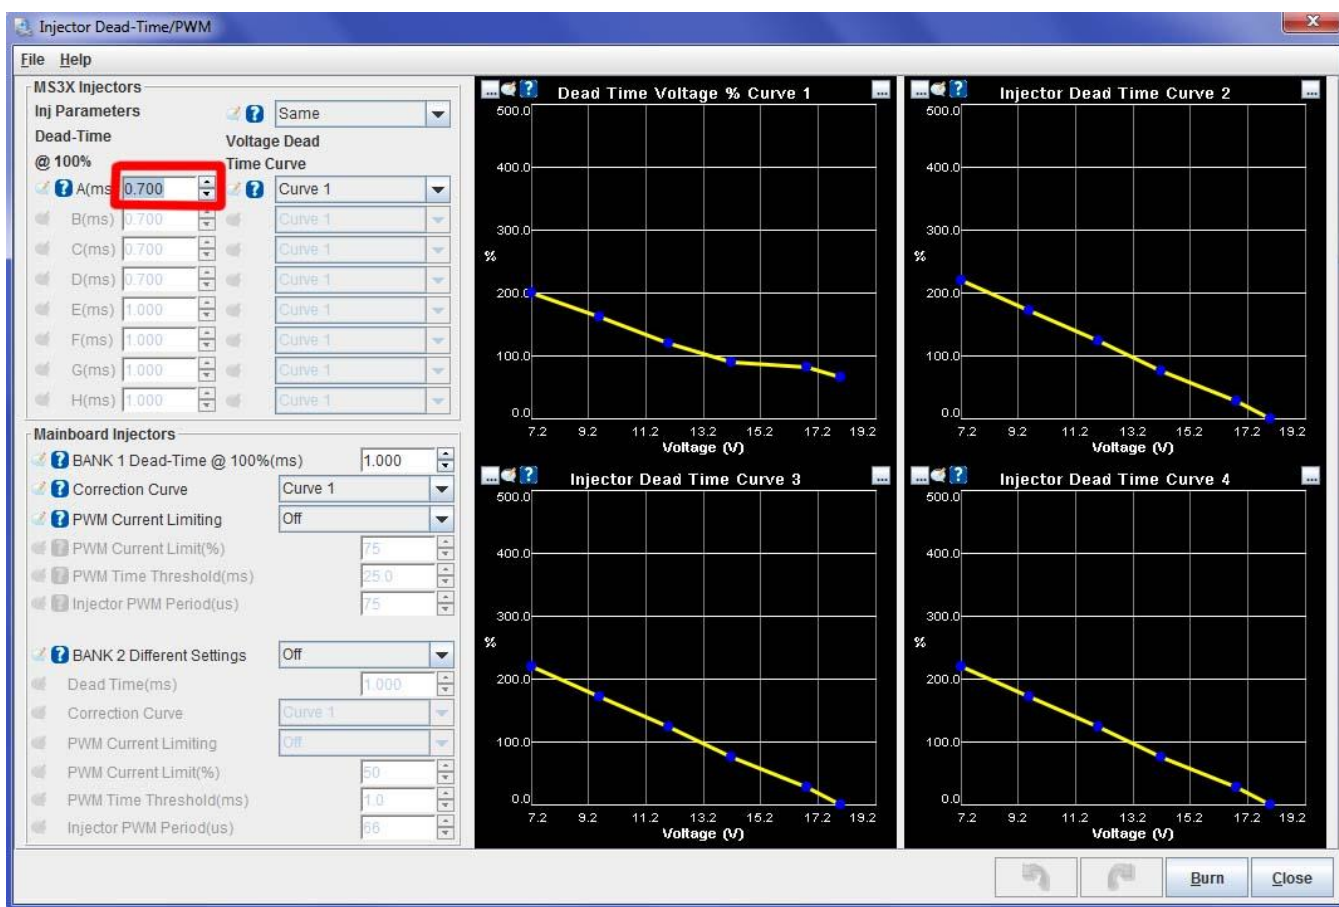 Injector Dead-Time/PWM
File Help
MS3X Injectors
Inj Parameters Same
Dead-Time Voltage Dead
@ 100% Time Curve
A(ms 0.700 Curve 1
B(ms) 0.700 Curve 1
C(ms) 0.700 Curve 1
D(ms) 0.700 Curve 1
E(ms) 1.000 Curve 1
F(ms) 1.000 Curve 1
G(ms) 1.000 Curve 1
H(ms) 1.000 Curve 1
Mainboard Injectors
BANK 1 Dead-Time @ 100%(ms) 1.000
Correction Curve Curve 1
PWM Current Limiting Off
PWM Current Limit(%) 75
PWM Time Threshold(ms) 25.0
Injector PWM Period(us) 75
BANK 2 Different Settings Off
Dead Time(ms) 1.000
Correction Curve Curve 1
PWM Current Limiting Off
PWM Current Limit(%) 50
PWM Time Threshold(ms) 1.0
Injector PWM Period(us) 66
Dead Time Voltage % Curve 1
500.0
400.0
300.0
%
200.0
100.0
0.0
7.2 9.2 11.2 13.2 15.2 17.2 19.2
Voltage (V)
Injector Dead Time Curve 2
500.0
400.0
300.0
%
200.0
100.0
0.0
7.2 9.2 11.2 13.2 15.2 17.2 19.2
Voltage (V)
Injector Dead Time Curve 3
500.0
400.0
300.0
%
200.0
100.0
0.0
7.2 9.2 11.2 13.2 15.2 17.2 19.2
Voltage (V)
Injector Dead Time Curve 4
500.0
400.0
300.0
%
200.0
100.0
0.0
7.2 9.2 11.2 13.2 15.2 17.2 19.2
Voltage (V)
Burn Close